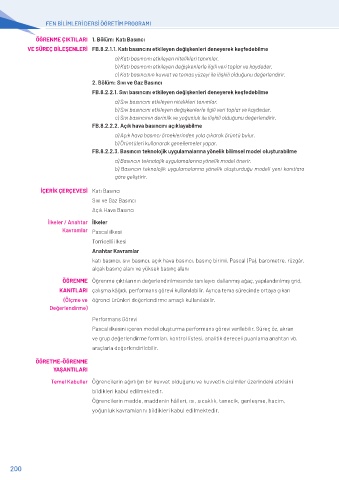 FEN BİLİMLERİ DERSİ ÖĞRETİM PROGRAMI
ÖĞRENME ÇIKTILARI VE SÜREÇ BİLEŞENLERİ
1. Bölüm: Katı Basıncı
FB.8.2.1.1. Katı basıncını etkileyen değişkenleri deneyerek keşfedebilme
a) Katı basıncını etkileyen nitelikleri tanımlar.
b) Katı basıncını etkileyen değişkenlerle ilgili veri toplar ve kaydeder.
c) Katı basıncının kuvvet ve temas yüzeyi ile ilişkili olduğunu değerlendirir.
2. Bölüm: Sıvı ve Gaz Basıncı
FB.8.2.2.1. Sıvı basıncını etkileyen değişkenleri deneyerek keşfedebilme
a) Sıvı basıncını etkileyen nitelikleri tanımlar.
b) Sıvı basıncını etkileyen değişkenlerle ilgili veri toplar ve kaydeder.
c) Sıvı basıncının derinlik ve yoğunluk ile ilişkili olduğunu değerlendirir.
FB.8.2.2.2. Açık hava basıncını açıklayabilme
a) Açık hava basıncı örneklerinden yola çıkarak örüntü bulur.
b) Örüntüleri kullanarak genellemeler yapar.
FB.8.2.2.3. Basıncın teknolojik uygulamalarına yönelik bilimsel model oluşturabilme
a) Basıncın teknolojik uygulamalarına yönelik model önerir.
b) Basıncın teknolojik uygulamalarına yönelik oluşturduğu modeli yeni kanıtlara
göre geliştirir.
İÇERİK ÇERÇEVESİ
Katı Basıncı
Sıvı ve Gaz Basıncı
Açık Hava Basıncı
İlkeler / Anahtar Kavramlar
İlkeler
Pascal ilkesi
Torricelli ilkesi
Anahtar Kavramlar
katı basıncı, sıvı basıncı, açık hava basıncı, basınç birimi, Pascal (Pa), barometre, rüzgâr,
alçak basınç alanı ve yüksek basınç alanı
ÖĞRENME KANITLARI
(Ölçme ve Değerlendirme)
Öğrenme çıktılarının değerlendirilmesinde tanılayıcı dallanmış ağaç, yapılandırılmış grid,
çalışma kâğıdı, performans görevi kullanılabilir. Ayrıca tema sürecinde ortaya çıkan
öğrenci ürünleri değerlendirme amaçlı kullanılabilir.
Performans Görevi
Pascal ilkesini içeren model oluşturma performans görevi verilebilir. Süreç öz, akran
ve grup değerlendirme formları, kontrol listesi, analitik dereceli puanlama anahtarı vb.
araçlarla değerlendirilebilir.
ÖĞRETME-ÖĞRENME
YAŞANTILARI
Temel Kabuller
Öğrencilerin ağırlığın bir kuvvet olduğunu ve kuvvetin cisimler üzerindeki etkisini
bildikleri kabul edilmektedir.
Öğrencilerin madde, maddenin hâlleri, ısı, sıcaklık, tanecik, genleşme, hacim,
yoğunluk kavramlarını bildikleri kabul edilmektedir.
200